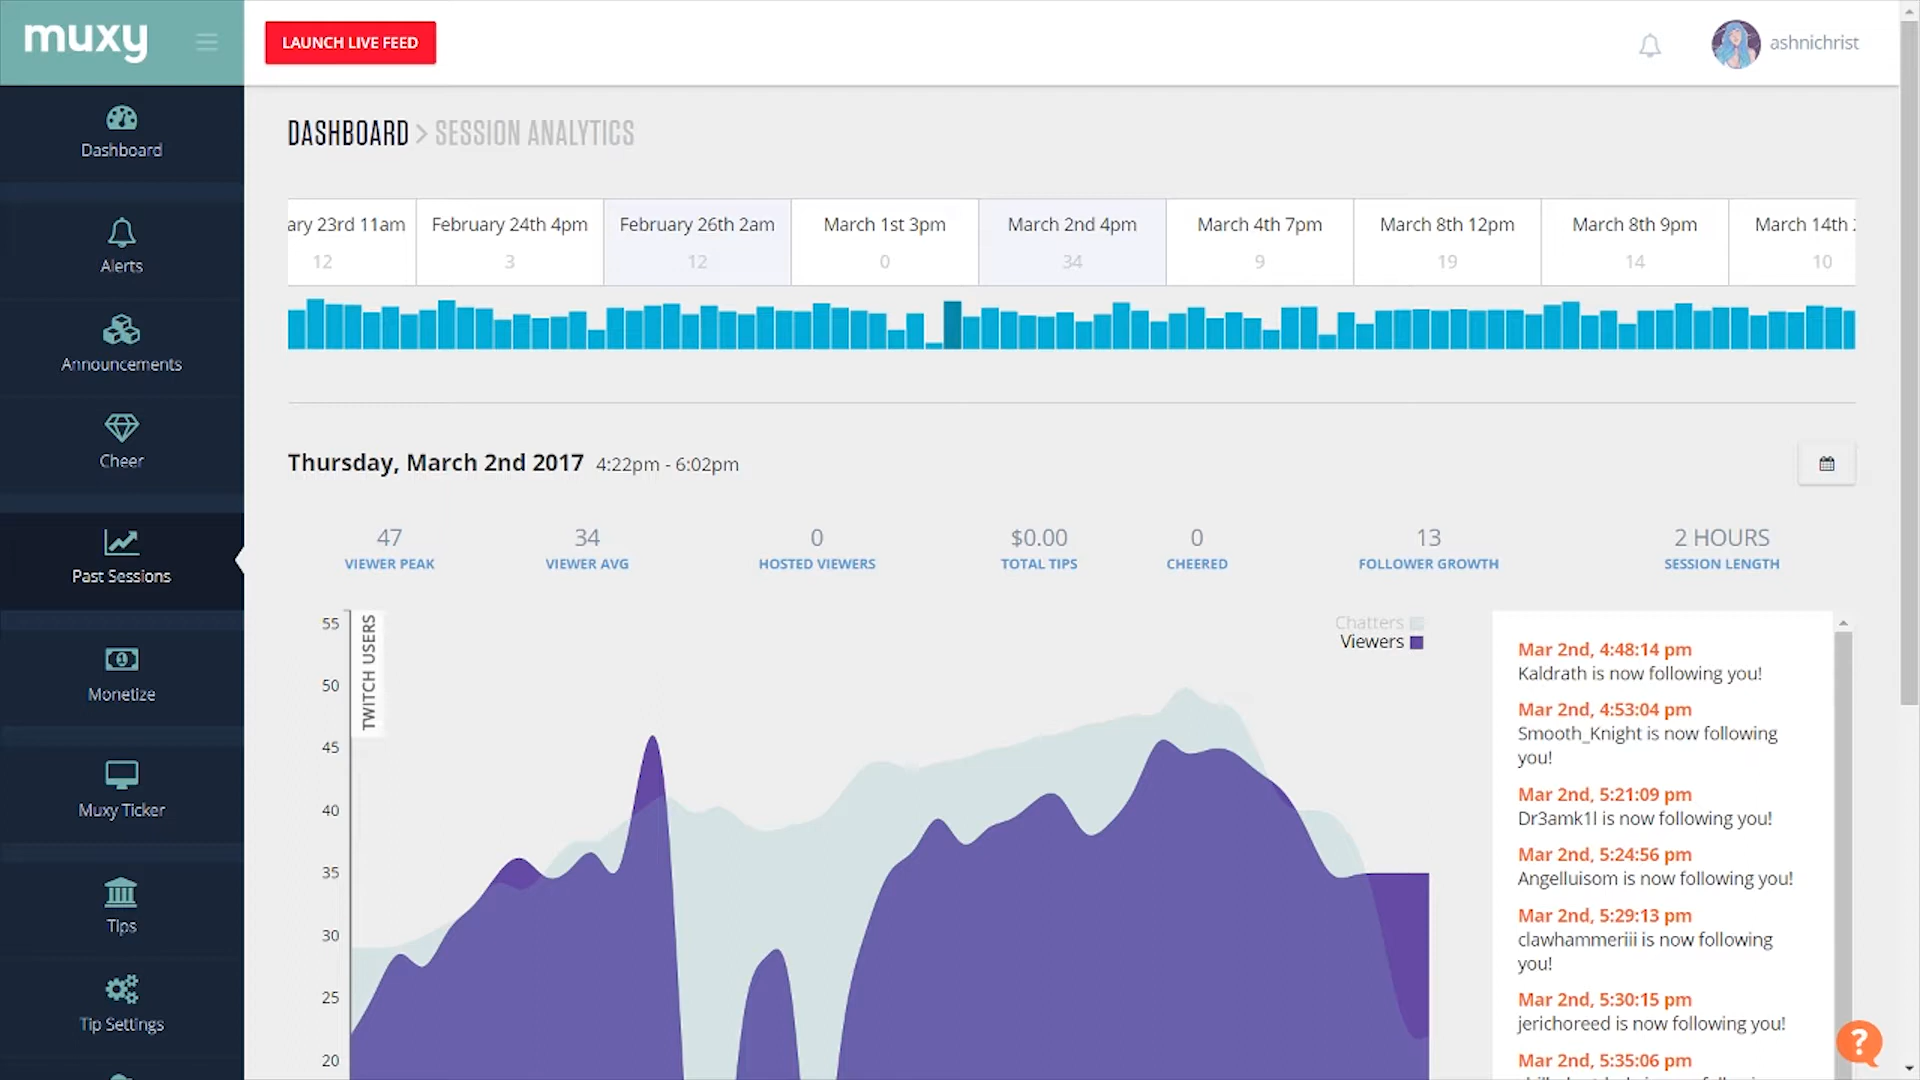 muxy
LAUNCH LIVE FEED
ashnichrist
Dashboard
Alerts
Announcements
Cheer
Past Sessions
Monetize
Muxy Ticker
Tips
Tip Settings
DASHBOARD > SESSION ANALYTICS
ary 23rd 11am
12
February 24th 4pm
3
February 26th 2am
12
March 1st 3pm
0
March 2nd 4pm
34
March 4th 7pm
9
March 8th 12pm
19
March 8th 9pm
14
March 14th
10
Thursday, March 2nd 2017 4:22pm - 6:02pm
47
VIEWER PEAK
34
VIEWER AVG
0
HOSTED VIEWERS
$0.00
TOTAL TIPS
0
CHEERED
13
FOLLOWER GROWTH
2 HOURS
SESSION LENGTH
TWITCH USERS
55
50
45
40
35
30
25
20
Chatters
Viewers
Mar 2nd, 4:48:14 pm
Kaldrath is now following you!
Mar 2nd, 4:53:04 pm
Smooth_Knight is now following
you!
Mar 2nd, 5:21:09 pm
Dr3amk1l is now following you!
Mar 2nd, 5:24:56 pm
Angelluisom is now following you!
Mar 2nd, 5:29:13 pm
clawhammeriii is now following
you!
Mar 2nd, 5:30:15 pm
jerichoreed is now following you!
Mar 2nd, 5:35:06 pm
?